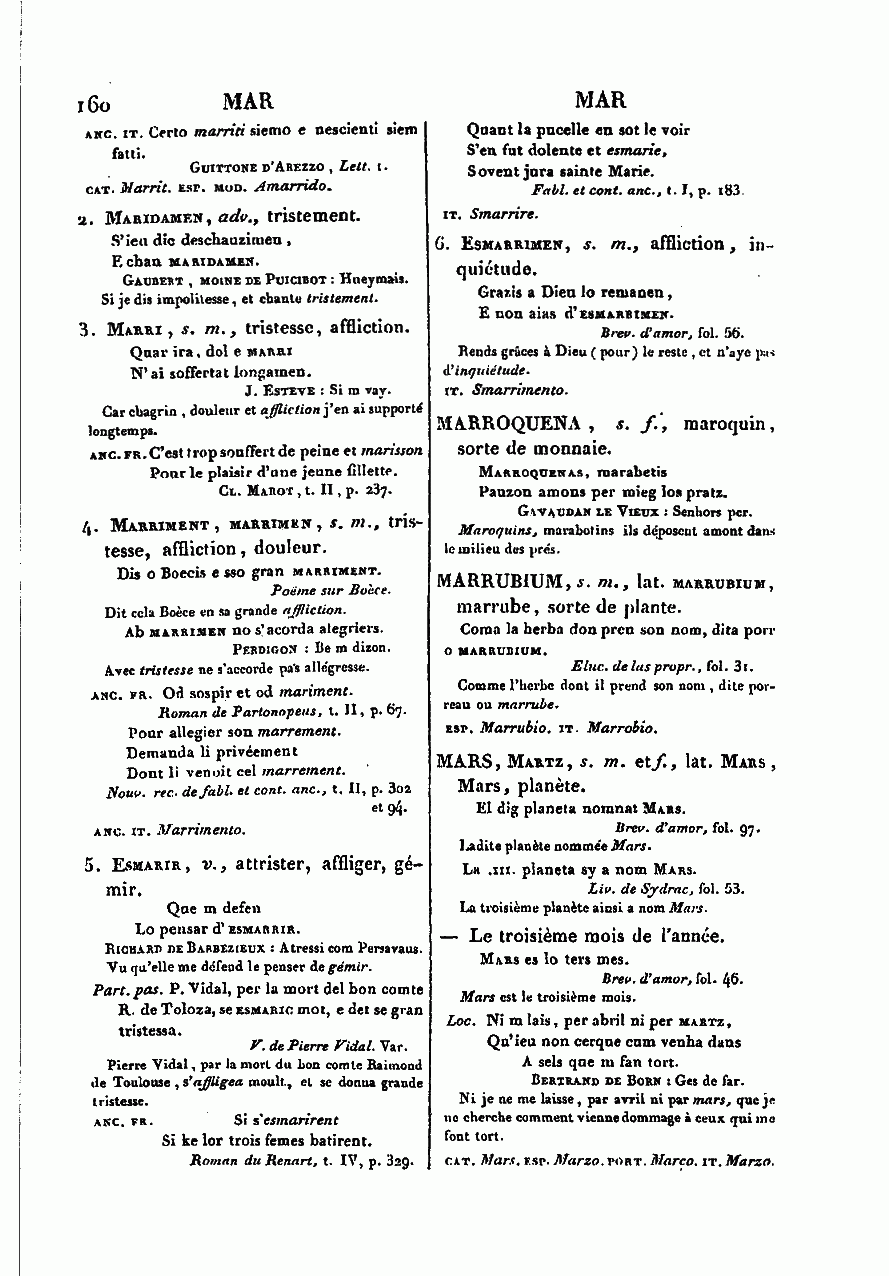 160 MAR MAR
ANC. IT. Certo marriti siemo e nescienti siem
fatti.
GUITTONE D'AREZZO, Lett. 1.
CAT. Marrit. ESP. MOD. Amarrido.
2. MARIDAMEN, adv., tristement.
S'ieu dic deschauzimen,
E chan MARIDAMEN.
GAUBERT, MOINE DE PUICIBOT : Hueymais.
Si je dis impolitesse, et chante tristement.
3. MARRI, s. m., tristesse, affliction.
Quar ira, dol e MARRI
N'ai soffertat longamen.
J. ESTEVE : Si m vay.
Car chagrin, douleur et affliction j'en ai supporté
longtemps.
ANC. FR. C'est trop souffert de peine et marisson
Pour le plaisir d'une jeune fillette.
CL. MAROT, t. II, p. 237.
4. MARRIMENT, MARRIMEN, s. m., tris-
tesse, affliction, douleur.
Dis o Boecis e sso gran MARRIMENT.
Poëme sur Boèce.
Dit cela Boèce en sa grande affliction.
Ab MARRIMEN no s'acorda alegriers.
PERDIGON : Be m dizon.
Avec tristesse ne s'accorde pas allégresse.
ANC. FR. Od sospir et od mariment.
Roman de Partonopeus, t. II, p. 67.
Pour allegier son marrement.
Demanda li privéement
Dont li venoit cel marrement.
Nouv. rec. de fabl. et cont. anc., t. II, p. 302
et 94.
ANC. IT. Marrimento.
5. ESMARIR, v., attrister, affliger, gé-
mir.
Que m defen
Lo pensar d'ESMARRIR.
RICHARD DE BARBEZIEUX : Atressi com Persavaus.
Vu qu'elle me défend le penser de gémir.
Part. pas. P. Vidal, per la mort del bon comte
R. de Toloza, se ESMARIC mot, e det se gran
tristessa.
V. de Pierre Vidal. Var.
Pierre Vidal, par la mort du bon comte Raimond
de Toulouse, s'affligea moult, et se donna grande
tristesse.
ANC. FR. Si s'esmarirent
Si ke lor trois femes batirent.
Roman du Renart, t. IV, p. 329.
Quant la pucelle en sot le voir
S'en fut dolente et esmarie,
Sovent jura sainte Marie.
Fabl. et cont. anc., t. I, p. 183.
IT. Smarrire.
6. ESMARRIMEN, s. m., affliction, in-
quiétude.
Grazis a Dieu lo remanen,
E non aias d'ESMARRIMEN.
Brev. d'amor, fol. 56.
Rends grâces à Dieu (pour) le reste, et n'aye pas
d'inquiétude.
IT. Smarrimento.
MARROQUENA, s. f., maroquin,
sorte de monnaie.
MARROQUENAS, marabetis
Pauzon amons per mieg los pratz.
GAVAUDAN LE VIEUX : Senhors per.
Maroquins, marabotins ils déposent amont dans
le milieu des prés.
MARRUBIUM, s. m., lat. MARRUBIUM,
marrube, sorte de plante.
Coma la herba don pren son nom, dita porr
o MARRUBIUM.
Eluc. de las propr., fol. 31.
Comme l'herbe dont il prend son nom, dite por-
reau ou marrube.
ESP. Marrubio. IT. Marrobio.
MARS, MARTZ, s. m. et f., lat. MARS,
Mars, planète.
El dig planeta nomnat MARS.
Brev. d'amor, fol. 97.
Ladite planète nommée Mars.
La .III. planeta sy a nom MARS.
Liv. de Sydrac, fol. 53.
La troisième planète ainsi a nom Mars.
— Le troisième mois de l'année.
MARS es lo ters mes.
Brev. d'amor, fol. 46.
Mars est le troisième mois.
Loc. Ni m lais, per abril ni per MARTZ,
Qu'ieu non cerque cum venha dans
A sels que m fan tort.
BERTRAND DE BORN : Ges de far.
Ni je ne me laisse, par avril ni par mars, que je
ne cherche comment vienne dommage à ceux qui me
font tort.
CAT. Mars. ESP. Marzo. PORT. Março. IT. Marzo.